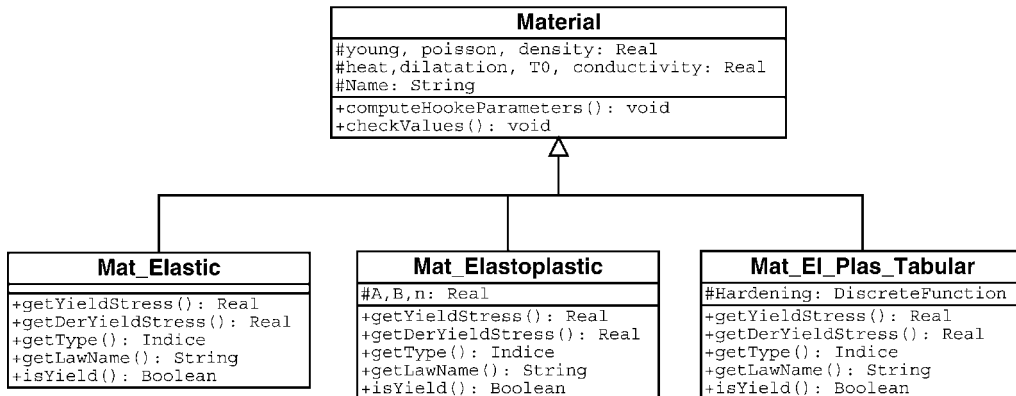 Material
#young, poisson, density: Real
#heat,dilatation, T0, conductivity: Real
#Name: String
+computeHookeParameters(): void
+checkValues(): void
Mat_Elastic
+getYieldStress(): Real
+getDerYieldStress(): Real
+getType(): Indice
+getLawName(): String
+isYield(): Boolean
Mat_Elastoplastic
#A,B,n: Real
+getYieldStress(): Real
+getDerYieldStress(): Real
+getType(): Indice
+getLawName(): String
+isYield(): Boolean
Mat_El_Plas_Tabular
#Hardening: DiscreteFunction
+getYieldStress(): Real
+getDerYieldStress(): Real
+getType(): Indice
+getLawName(): String
+isYield(): Boolean